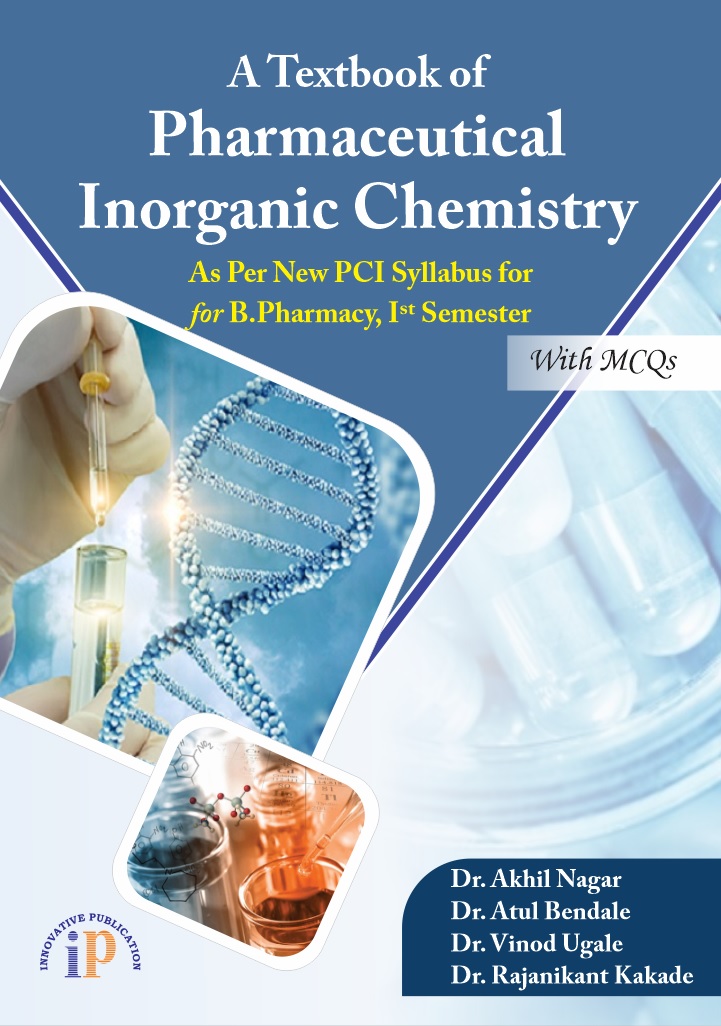 A Textbook of
Pharmaceutical
Inorganic Chemistry
As Per New PCI Syllabus for
for B.Pharmacy, Ist Semester
With MCQs
NO2
Dr. Akhil Nagar
Dr. Atul Bendale
Dr. Vinod Ugale
Dr. Rajanikant Kakade
INNOVATIVE PUBLICATION
ip